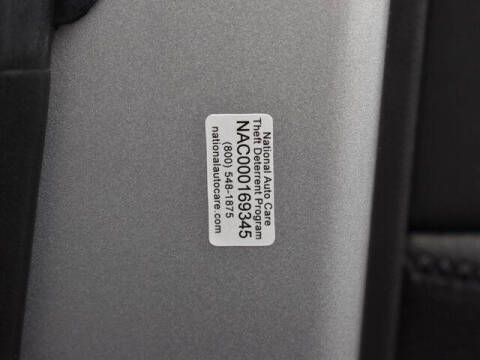 National Auto Care
Theft Deterrent Program
NAC000169345
(800) 548-1875
nationalautocare.com